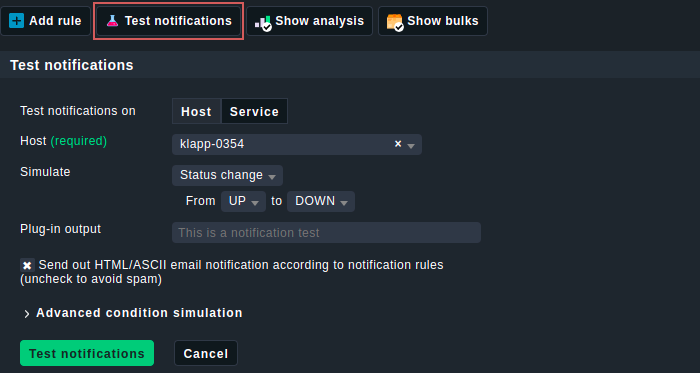 Add rule Test notifications Show analysis Show bulks
Test notifications
Test notifications on Host Service
Host (required) klapp-0354 ×
Simulate Status change
From UP to DOWN
Plug-in output This is a notification test
Send out HTML/ASCII email notification according to notification rules
(uncheck to avoid spam)
Advanced condition simulation
Test notifications Cancel